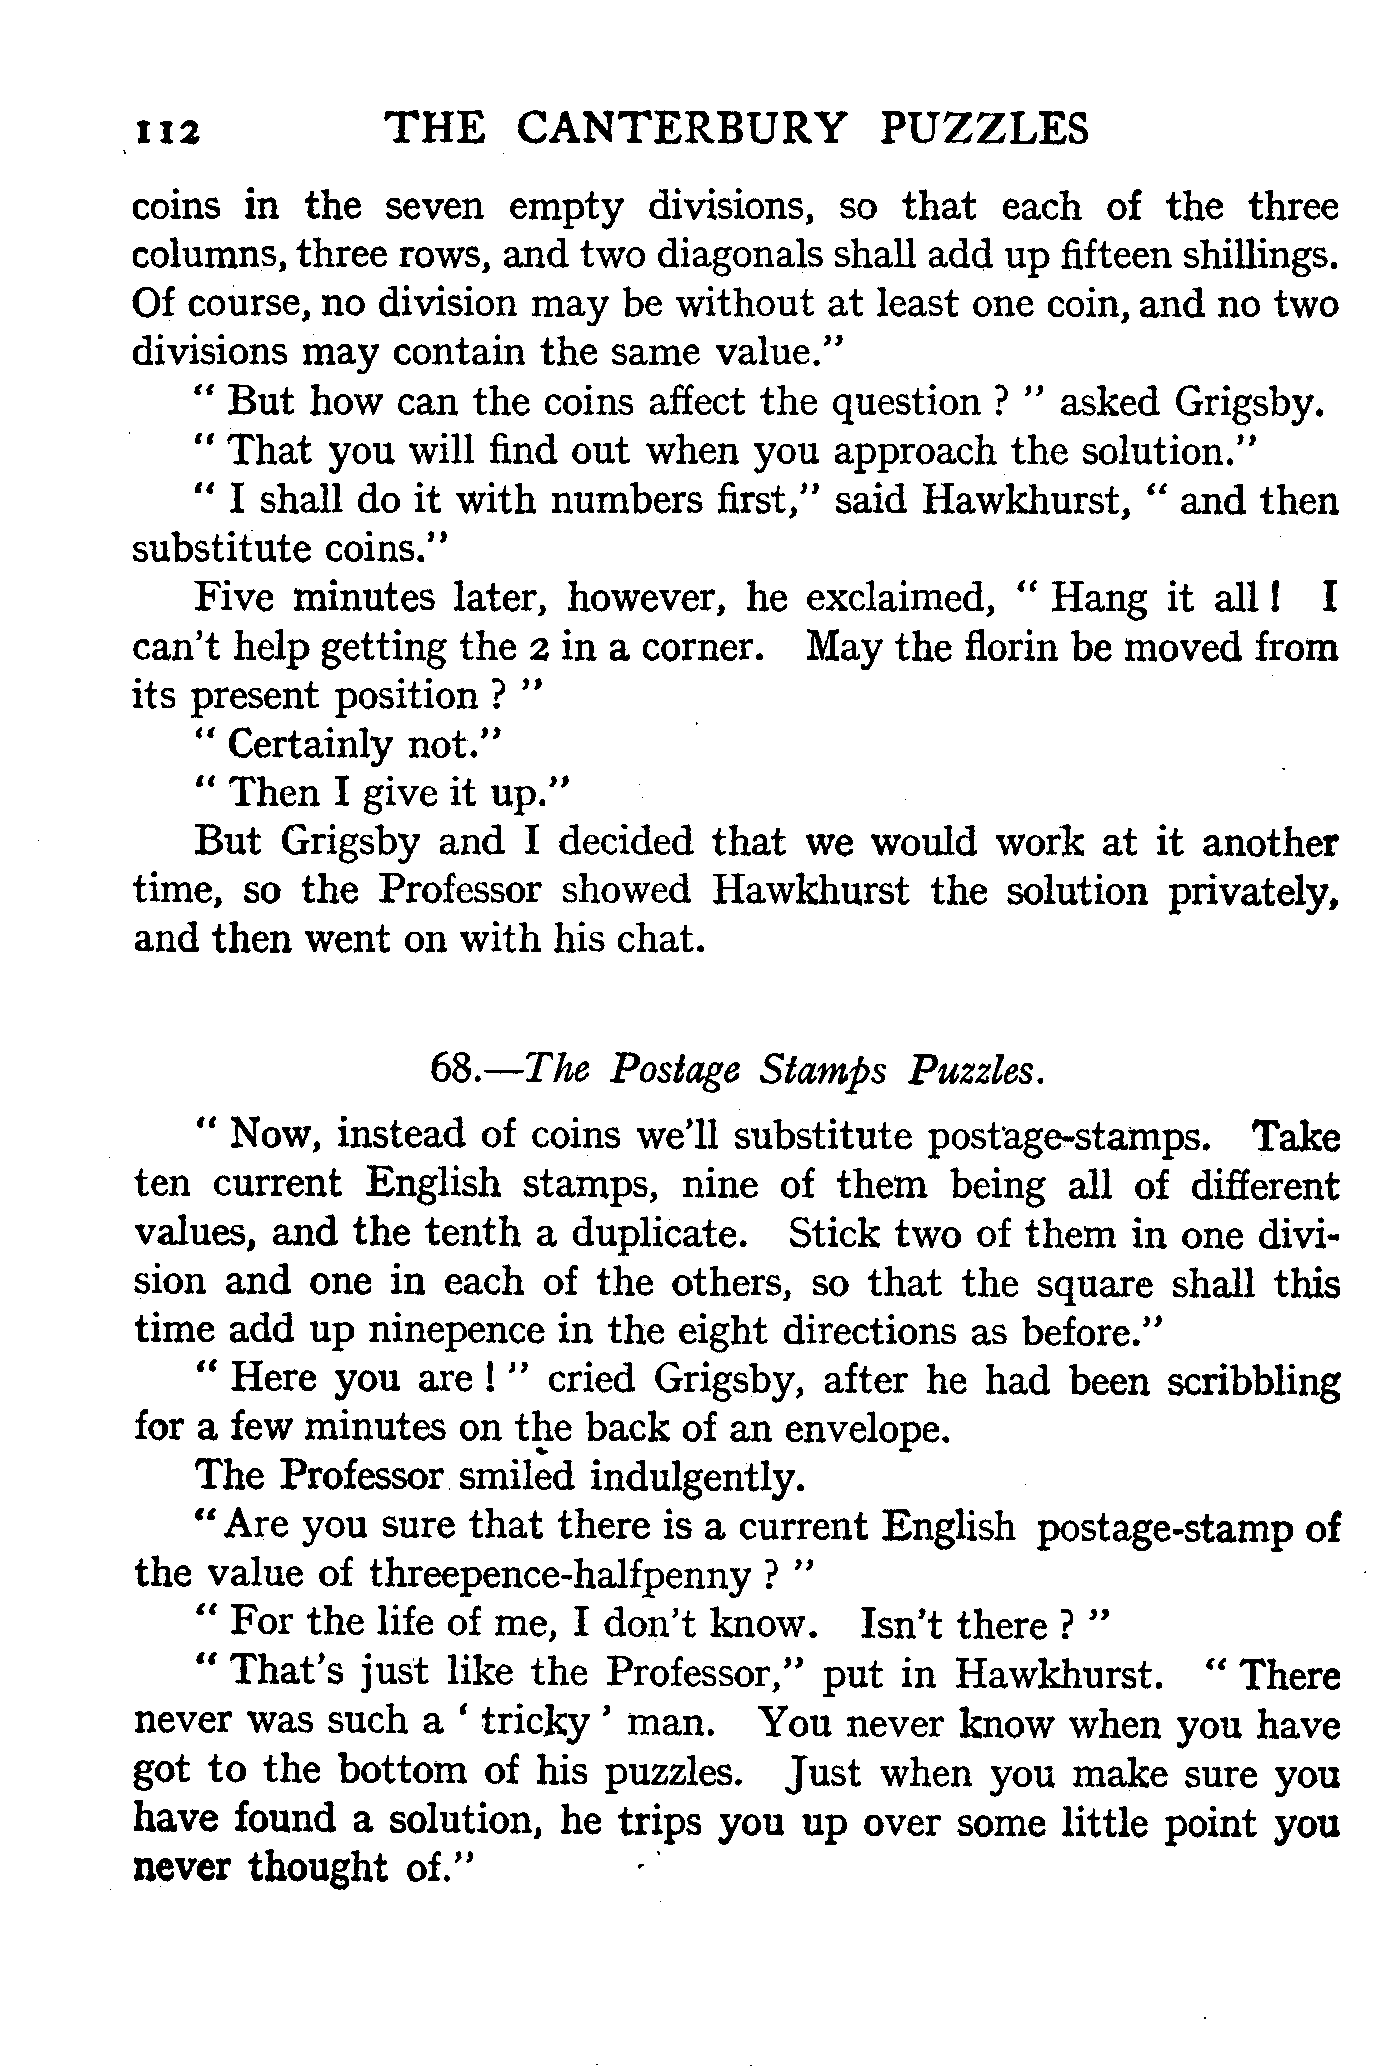 112 THE CANTERBURY PUZZLES
coins in the seven empty divisions, so that each of the three
columns, three rows, and two diagonals shall add up fifteen shillings.
Of course, no division may be without at least one coin, and no two
divisions may contain the same value."
" But how can the coins affect the question ? " asked Grigsby.
" That you will find out when you approach the solution."
" I shall do it with numbers first," said Hawkhurst, " and then
substitute coins."
Five minutes later, however, he exclaimed, " Hang it all ! I
can't help getting the 2 in a corner. May the florin be moved from
its present position ? "
" Certainly not."
" Then I give it up."
But Grigsby and I decided that we would work at it another
time, so the Professor showed Hawkhurst the solution privately,
and then went on with his chat.
68.—The Postage Stamps Puzzles.
" Now, instead of coins we'll substitute postage-stamps. Take
ten current English stamps, nine of them being all of different
values, and the tenth a duplicate. Stick two of them in one divi-
sion and one in each of the others, so that the square shall this
time add up ninepence in the eight directions as before."
" Here you are ! " cried Grigsby, after he had been scribbling
for a few minutes on the back of an envelope.
The Professor smiled indulgently.
" Are you sure that there is a current English postage-stamp of
the value of threepence-halfpenny ? "
" For the life of me, I don't know. Isn't there ? "
" That's just like the Professor," put in Hawkhurst. " There
never was such a ' tricky ' man. You never know when you have
got to the bottom of his puzzles. Just when you make sure you
have found a solution, he trips you up over some little point you
never thought of."